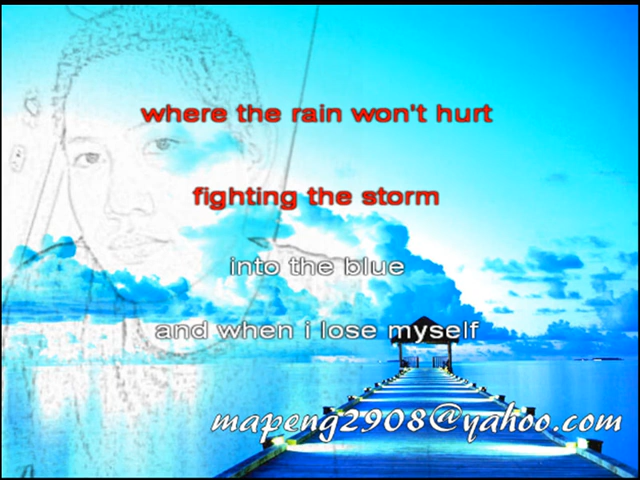 where the rain won't hurt
fighting the storm
into the blue
and when i lose myself
mapeng2908@yahoo.com